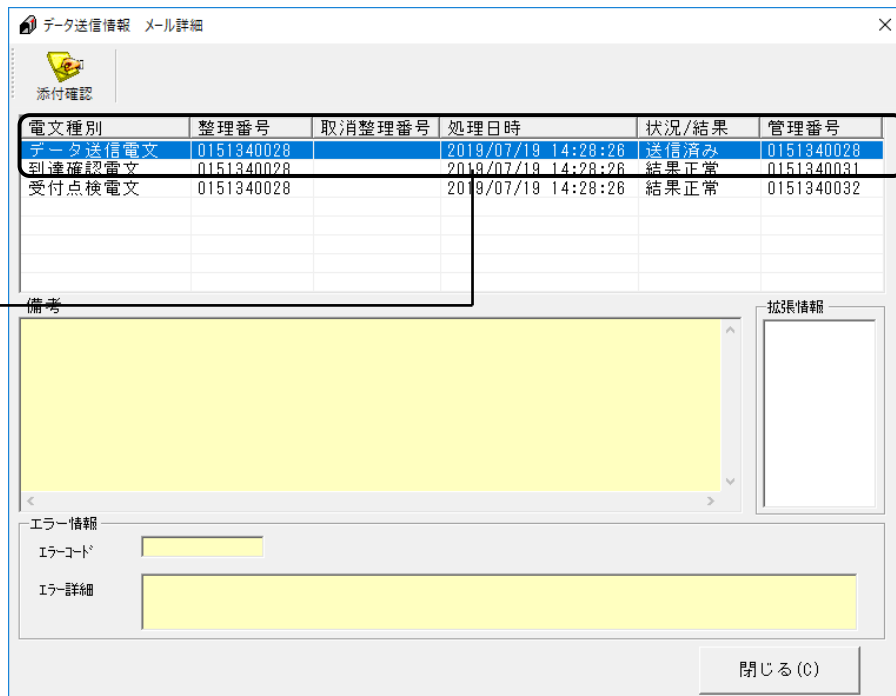 データ送信情報 メール詳細
添付確認
電文種別 整理番号 取消整理番号 処理日時 状況/結果 管理番号
データ送信電文 0151340028 2019/07/19 14:28:26 送信済み 0151340028
到達確認電文 0151340028 2019/07/19 14:28:26 結果正常 0151340031
受付点検電文 0151340028 2019/07/19 14:28:26 結果正常 0151340032
備考 拡張情報
エラー情報
エラーコード
エラー詳細
閉じる(C)